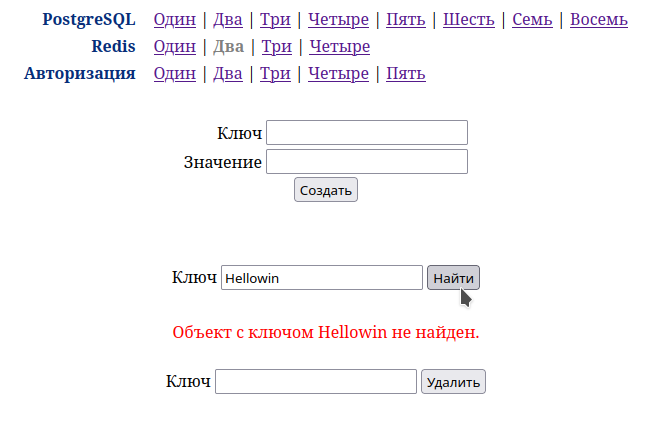 PostgreSQL Один | Два | Три | Четыре | Пять | Шесть | Семь | Восемь
Redis Один | Два | Три | Четыре
Авторизация Один | Два | Три | Четыре | Пять
Ключ
Значение
Создать
Ключ Hellowin Найти
Объект с ключом Hellowin не найден.
Ключ Удалить